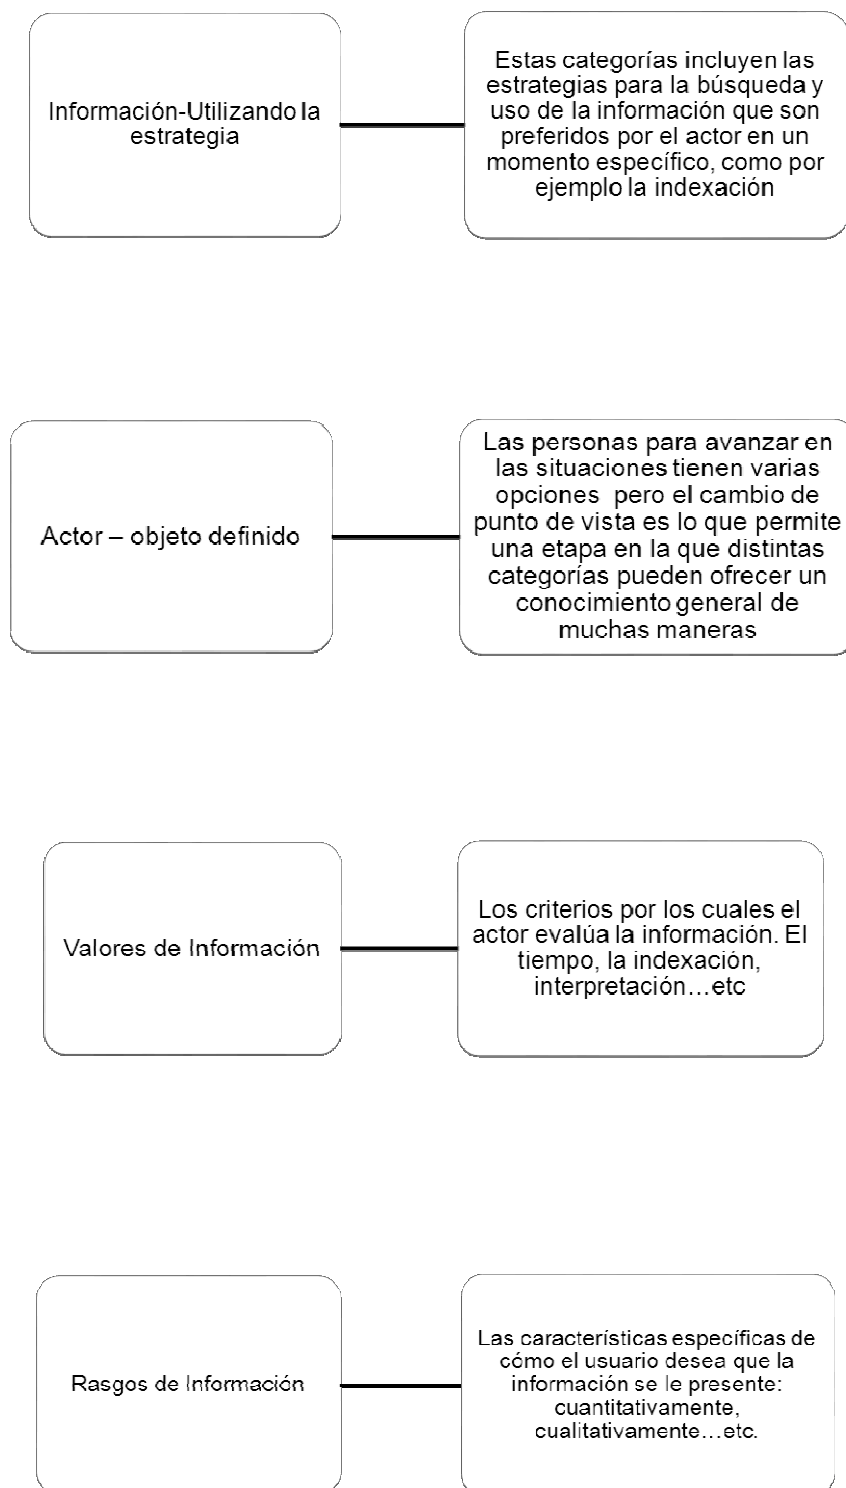 Información-Utilizando la
estrategia
Estas categorías incluyen las
estrategias para la búsqueda y
uso de la información que son
preferidos por el actor en un
momento específico, como por
ejemplo la indexación
Actor – objeto definido
Las personas para avanzar en
las situaciones tienen varias
opciones pero el cambio de
punto de vista es lo que permite
una etapa en la que distintas
categorías pueden ofrecer un
conocimiento general de
muchas maneras
Valores de Información
Los criterios por los cuales el
actor evalúa la información. El
tiempo, la indexación,
interpretación...etc
Rasgos de Información
Las características específicas de
cómo el usuario desea que la
información se le presente:
cuantitativamente,
cualitativamente...etc.